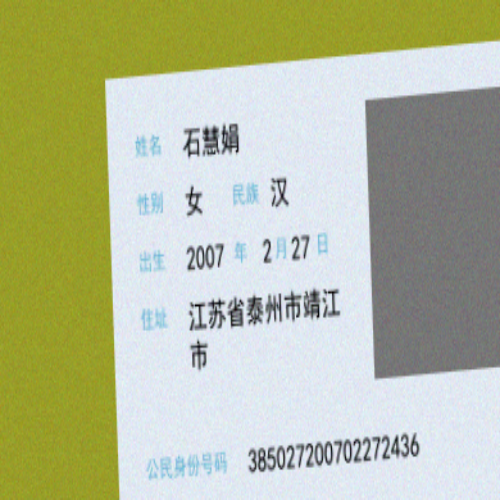 姓名 石慧娟
性别 女 民族 汉
出生 2007 年 2 月 27 日
住址 江苏省泰州市靖江
市
公民身份号码 385027200702272436